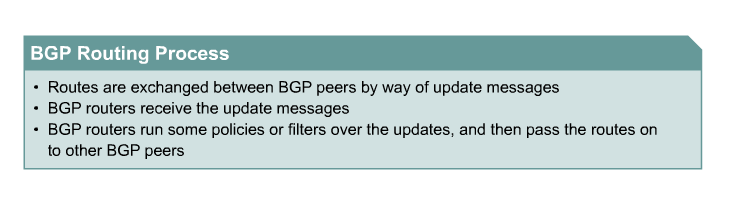 BGP Routing Process
• Routes are exchanged between BGP peers by way of update messages
• BGP routers receive the update messages
• BGP routers run some policies or filters over the updates, and then pass the routes on
to other BGP peers